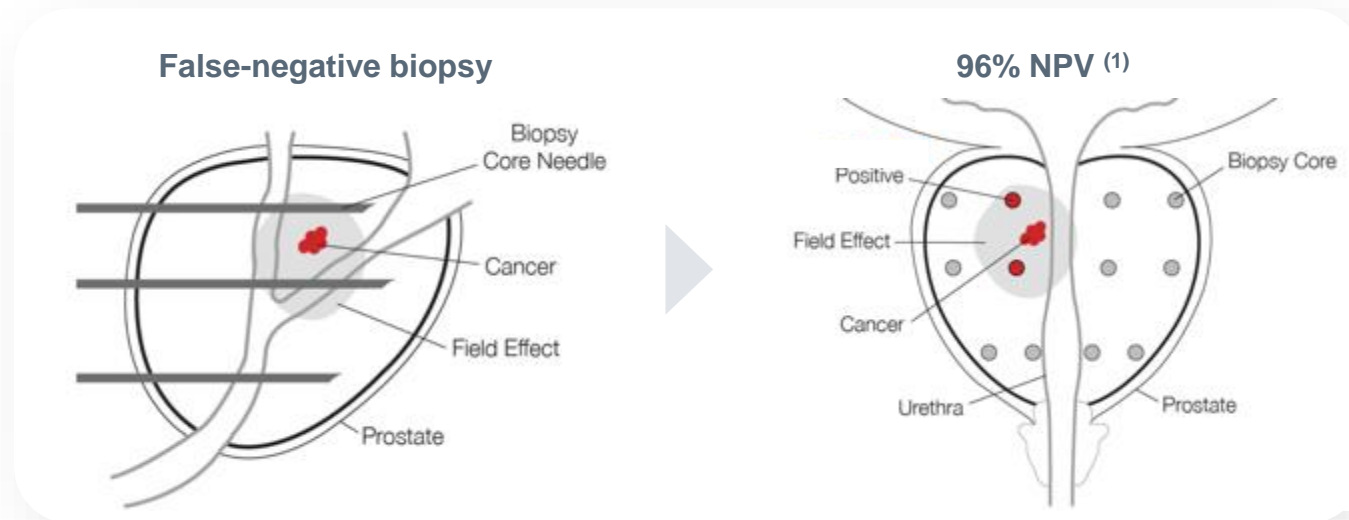 False-negative biopsy
Biopsy
Core Needle
Cancer
Field Effect
Prostate
96% NPV (1)
Positive
Biopsy Core
Field Effect
Cancer
Urethra
Prostate